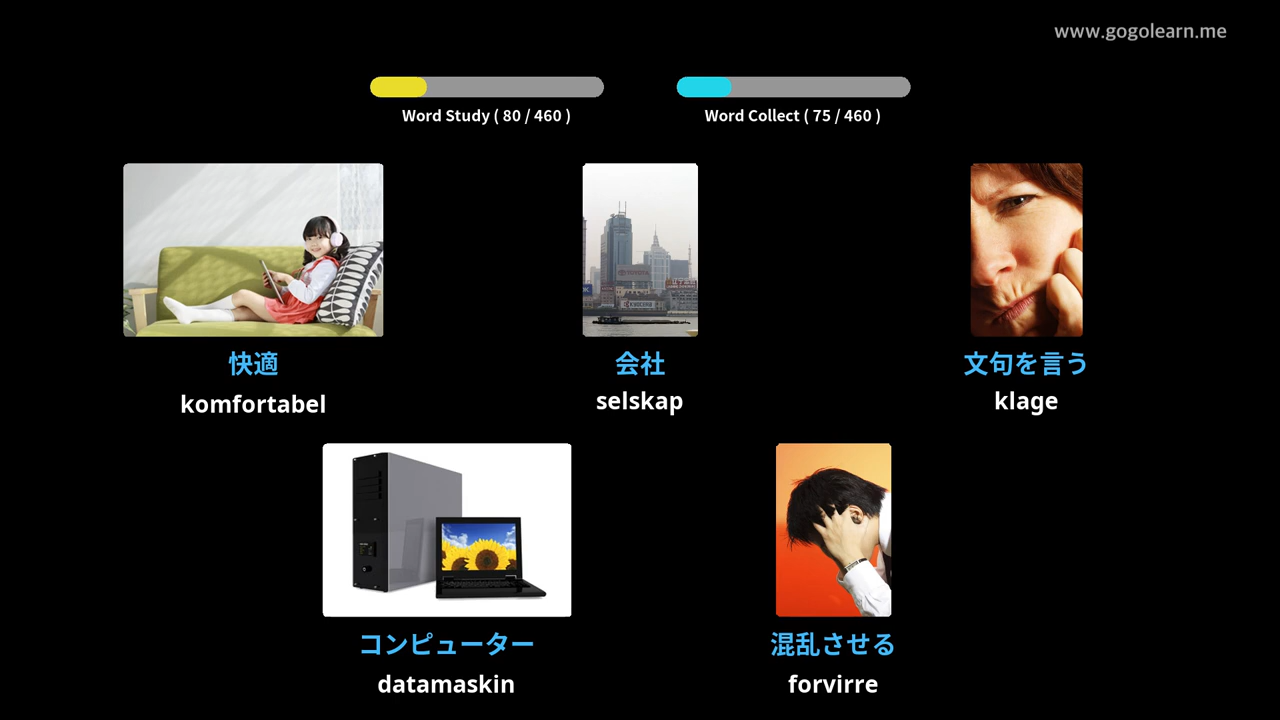 www.gogolearn.me
Word Study ( 80 / 460 )
Word Collect ( 75 / 460 )
TOYOTA
快適
会社
文句を言う
komfortabel
selskap
klage
コンピューター
混乱させる
datamaskin
forvirre